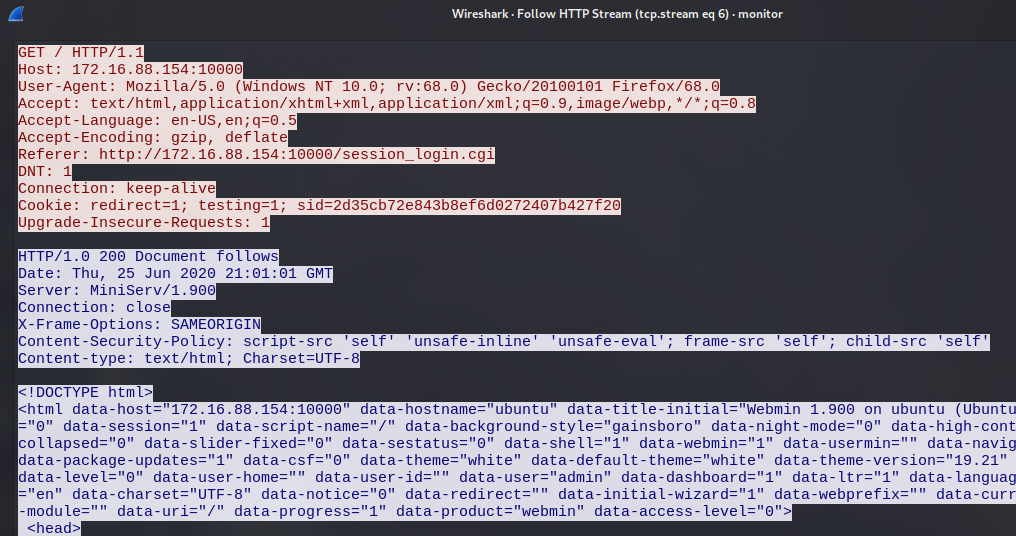 Wireshark · Follow HTTP Stream (tcp.stream eq 6) · monitor
GET / HTTP/1.1
Host: 172.16.88.154:10000
User-Agent: Mozilla/5.0 (Windows NT 10.0; rv:68.0) Gecko/20100101 Firefox/68.0
Accept: text/html,application/xhtml+xml,application/xml;q=0.9,image/webp,*/*;q=0.8
Accept-Language: en-US,en;q=0.5
Accept-Encoding: gzip, deflate
Referer: http://172.16.88.154:10000/session_login.cgi
DNT: 1
Connection: keep-alive
Cookie: redirect=1; testing=1; sid=2d35cb72e843b8ef6d0272407b427f20
Upgrade-Insecure-Requests: 1
HTTP/1.0 200 Document follows
Date: Thu, 25 Jun 2020 21:01:01 GMT
Server: MiniServ/1.900
Connection: close
X-Frame-Options: SAMEORIGIN
Content-Security-Policy: script-src 'self' 'unsafe-inline' 'unsafe-eval'; frame-src 'self'; child-src 'self'
Content-type: text/html; Charset=UTF-8
<!DOCTYPE html>
<html data-host="172.16.88.154:10000" data-hostname="ubuntu" data-title-initial="Webmin 1.900 on ubuntu (Ubuntu
="0" data-session="1" data-script-name="/" data-background-style="gainsboro" data-night-mode="0" data-high-cont
collapsed="0" data-slider-fixed="0" data-sestatus="0" data-shell="1" data-webmin="1" data-usermin="" data-navig
data-package-updates="1" data-csf="0" data-theme="white" data-default-theme="white" data-theme-version="19.21"
data-level="0" data-user-home="" data-user-id="" data-user="admin" data-dashboard="1" data-ltr="1" data-languag
="en" data-charset="UTF-8" data-notice="0" data-redirect="" data-initial-wizard="1" data-webprefix="" data-curr
-module="" data-uri="/" data-progress="1" data-product="webmin" data-access-level="0">
<head>